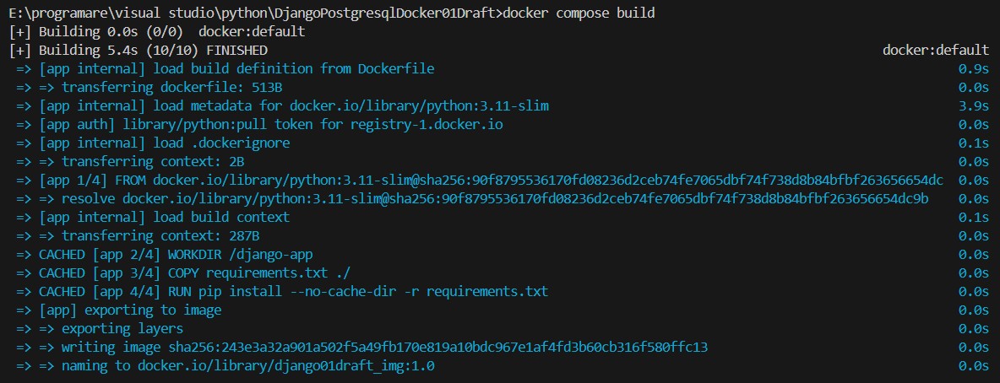 E:\programare\visual studio\python\DjangoPostgresqlDocker01Draft>docker compose build
[+] Building 0.0s (0/0)  docker:default
[+] Building 5.4s (10/10) FINISHED docker:default
=> [app internal] load build definition from Dockerfile 0.9s
=> => transferring dockerfile: 513B 0.0s
=> [app internal] load metadata for docker.io/library/python:3.11-slim 3.9s
=> [app auth] library/python:pull token for registry-1.docker.io 0.0s
=> [app internal] load .dockerignore 0.1s
=> => transferring context: 2B 0.0s
=> [app 1/4] FROM docker.io/library/python:3.11-slim@sha256:90f8795536170fd08236d2ceb74fe7065dbf74f738d8b84bfbf263656654dc 0.0s
=> => resolve docker.io/library/python:3.11-slim@sha256:90f8795536170fd08236d2ceb74fe7065dbf74f738d8b84bfbf263656654dc9b 0.0s
=> [app internal] load build context 0.1s
=> => transferring context: 287B 0.0s
=> CACHED [app 2/4] WORKDIR /django-app 0.0s
=> CACHED [app 3/4] COPY requirements.txt ./ 0.0s
=> CACHED [app 4/4] RUN pip install --no-cache-dir -r requirements.txt 0.0s
=> [app] exporting to image 0.0s
=> => exporting layers 0.0s
=> => writing image sha256:243e3a32a901a502f5a49fb170e819a10bdc967e1af4fd3b60cb316f580ffc13 0.0s
=> => naming to docker.io/library/django01draft_img:1.0 0.0s